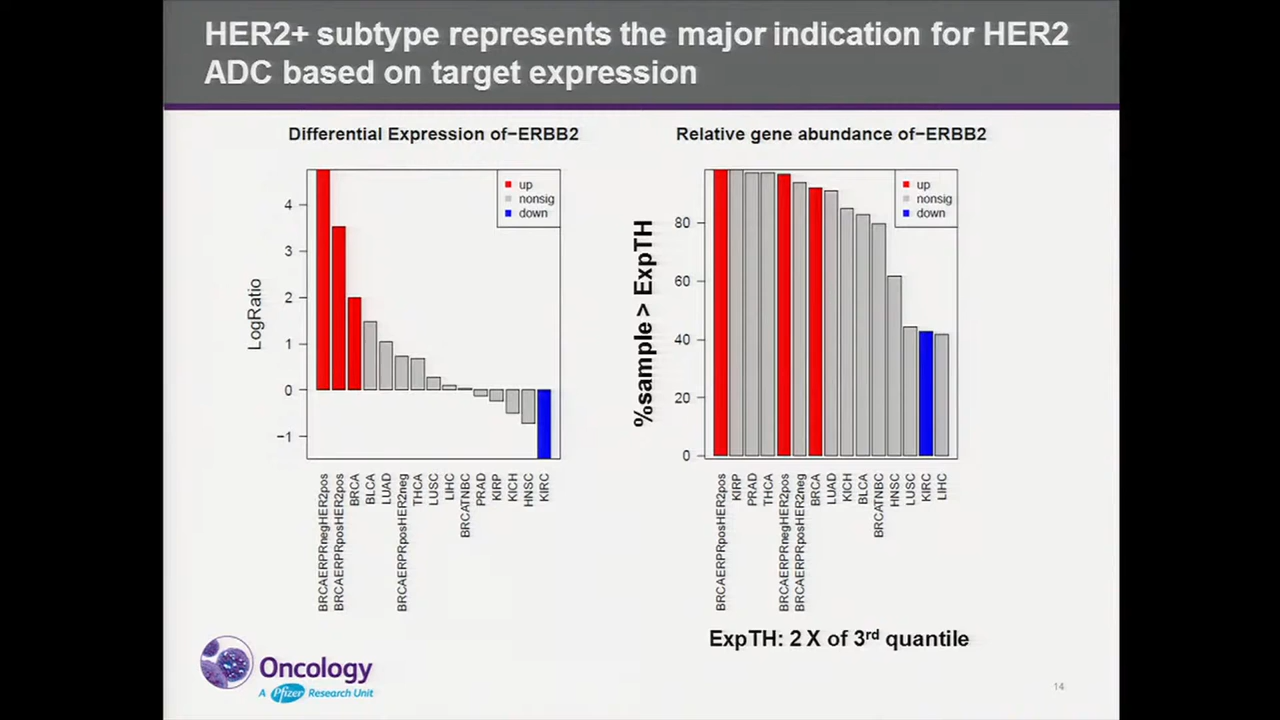 HER2+ subtype represents the major indication for HER2
ADC based on target expression
Differential Expression of−ERBB2
LogRatio
4
3
2
1
0
−1
up
nonsig
down
BRCAERPRnegHER2pos
BRCAERPRposHER2pos
BRCA
BLCA
LUAD
BRCAERPRposHER2neg
THCA
LUSC
LIHC
BRCATNBC
PRAD
KIRP
KICH
HNSC
KIRC
Relative gene abundance of−ERBB2
%sample > ExpTH
80
60
40
20
0
up
nonsig
down
BRCAERPRposHER2pos
KIRP
PRAD
THCA
BRCAERPRnegHER2pos
BRCAERPRposHER2neg
BRCA
LUAD
KICH
BLCA
BRCATNBC
HNSC
LUSC
KIRC
LIHC
ExpTH: 2 X of 3rd quantile
Oncology
A Pfizer Research Unit
14